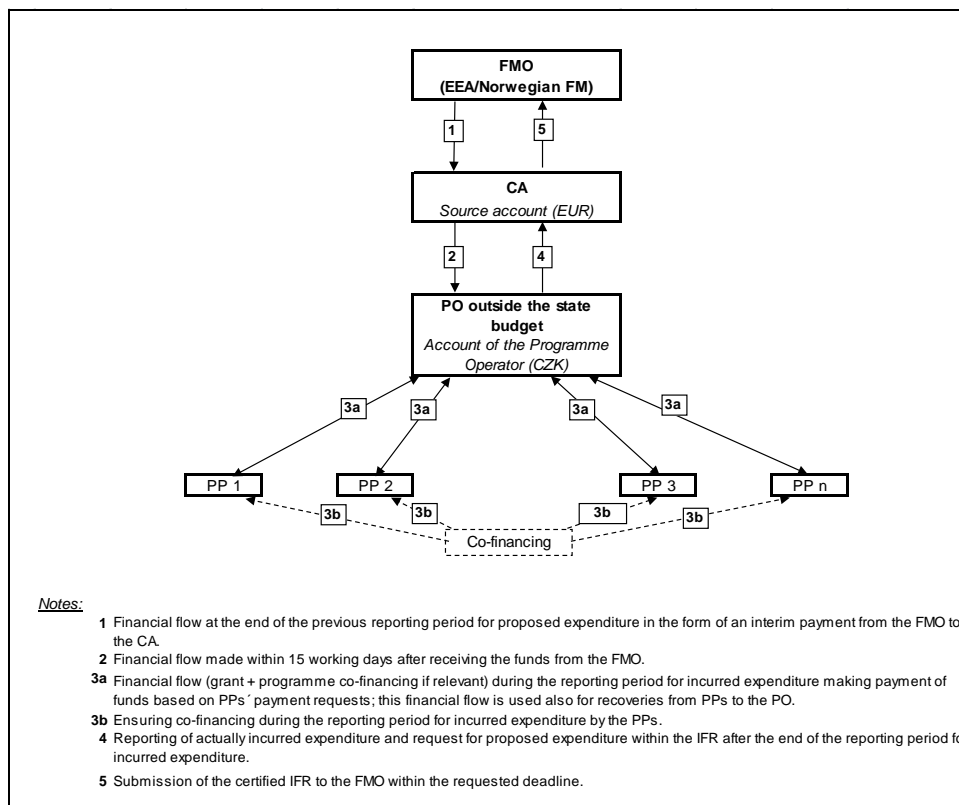 FMO
(EEA/Norwegian FM)
1
5
CA
Source account (EUR)
2
4
PO outside the state
budget
Account of the Programme
Operator (CZK)
3a
3a
3a
3a
PP 1
PP 2
PP 3
PP n
3b
3b
3b
3b
Co-financing
Notes:
1 Financial flow at the end of the previous reporting period for proposed expenditure in the form of an interim payment from the FMO to
the CA.
2 Financial flow made within 15 working days after receiving the funds from the FMO.
3a Financial flow (grant + programme co-financing if relevant) during the reporting period for incurred expenditure making payment of
funds based on PPs´ payment requests; this financial flow is used also for recoveries from PPs to the PO.
3b Ensuring co-financing during the reporting period for incurred expenditure by the PPs.
4 Reporting of actually incurred expenditure and request for proposed expenditure within the IFR after the end of the reporting period
incurred expenditure.
5 Submission of the certified IFR to the FMO within the requested deadline.